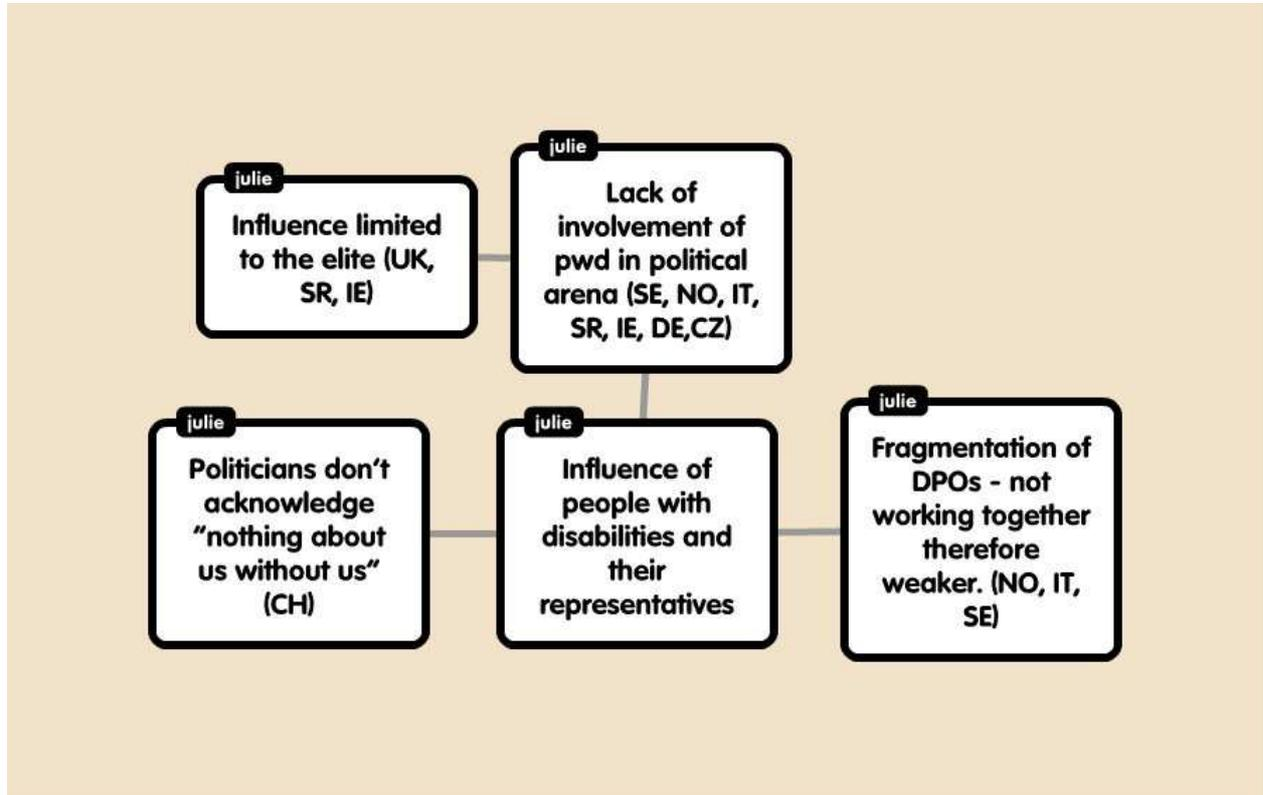 julie
Influence limited
to the elite (UK,
SR, IE)
julie
Lack of
involvement of
pwd in political
arena (SE, NO, IT,
SR, IE, DE,CZ)
julie
Politicians don't
acknowledge
"nothing about
us without us"
(CH)
julie
Influence of
people with
disabilities and
their
representatives
julie
Fragmentation of
DPOs - not
working together
therefore
weaker. (NO, IT,
SE)